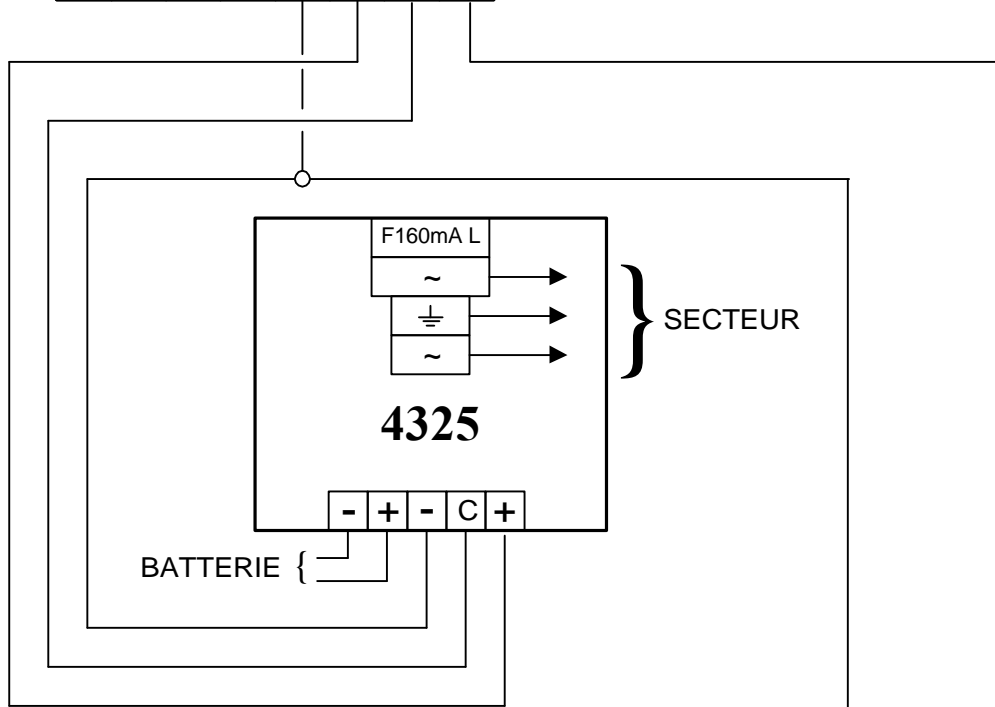 F160mA L
~
⏚
~
SECTEUR
4325
- + - C +
BATTERIE {